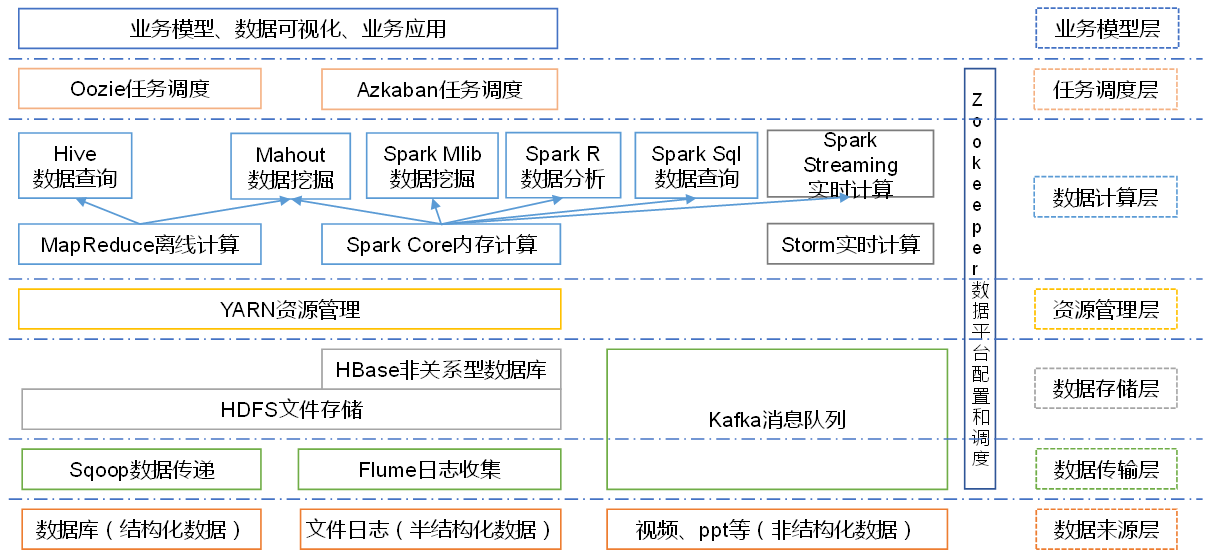 业务模型、数据可视化、业务应用
业务模型层
Oozie任务调度
Azkaban任务调度
任务调度层
Hive
数据查询
Mahout
数据挖掘
Spark Mlib
数据挖掘
Spark R
数据分析
Spark Sql
数据查询
Spark
Streaming
实时计算
数据计算层
MapReduce离线计算
Spark Core内存计算
Storm实时计算
Zookeeper数据平台配置和调度
YARN资源管理
资源管理层
HBase非关系型数据库
HDFS文件存储
Kafka消息队列
数据存储层
Sqoop数据传递
Flume日志收集
数据传输层
数据库（结构化数据）
文件日志（半结构化数据）
视频、ppt等（非结构化数据）
数据来源层